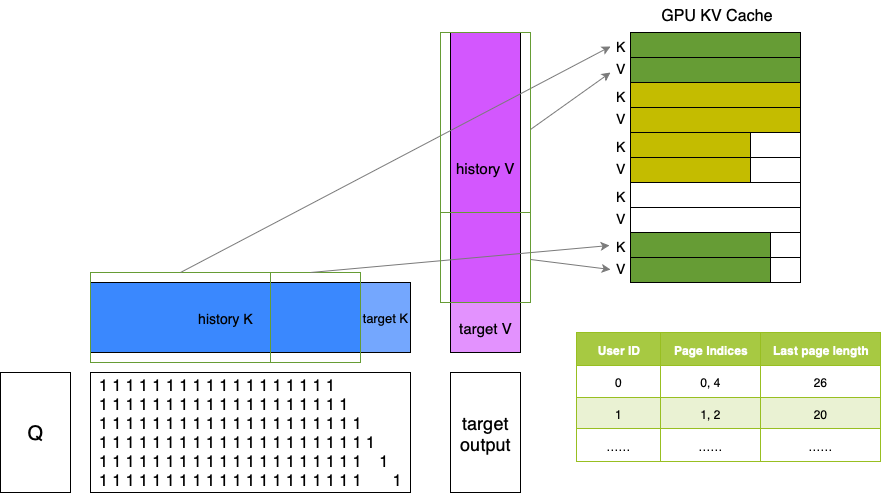 GPU KV Cache
K
V
K
V
K
V
K
V
K
V
history V
target V
history K
target K
Q
1 1 1 1 1 1 1 1 1 1 1 1 1 1 1 1 1 1
1 1 1 1 1 1 1 1 1 1 1 1 1 1 1 1 1 1 1
1 1 1 1 1 1 1 1 1 1 1 1 1 1 1 1 1 1 1 1
1 1 1 1 1 1 1 1 1 1 1 1 1 1 1 1 1 1 1 1 1
1 1 1 1 1 1 1 1 1 1 1 1 1 1 1 1 1 1 1 1 1
1 1 1 1 1 1 1 1 1 1 1 1 1 1 1 1 1 1 1 1 1
target
output
User ID Page Indices Last page length
0 0, 4 26
1 1, 2 20
...... ...... ......